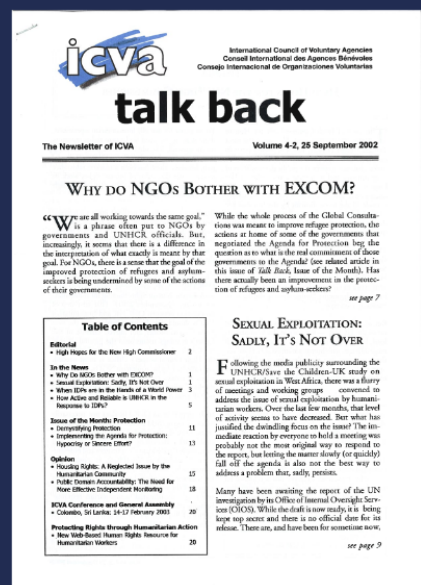 icva
International Council of Voluntary Agencies
Conseil International des Agences Bénévoles
Consejo Internacional de Organizaciones Voluntarias
talk back
The Newsletter of ICVA
Volume 4-2, 25 September 2002
WHY DO NGOS BOTHER WITH EXCOM?
“We are all working towards the same goal,”
is a phrase often put to NGOs by
governments and UNHCR officials. But,
increasingly, it seems that there is a difference in
the interpretation of what exactly is meant by that
goal. For NGOs, there is a sense that the goal of the
improved protection of refugees and asylum-
seekers is being undermined by some of the actions
of their governments.
While the whole process of the Global Consulta-
tions was meant to improve refugee protection, the
actions at home of some of the governments that
negotiated the Agenda for Protection beg the
question as to what is the real commitment of those
governments to the Agenda? (see related article in
this issue of Talk Back, Issue of the Month). Has
there actually been an improvement in the protec-
tion of refugees and asylum-seekers?
see page 7
Table of Contents
Editorial
• High Hopes for the New High Commissioner 2
In the News
• Why Do NGOs Bother with EXCOM? 1
• Sexual Exploitation: Sadly, It's Not Over 1
• When IDPs are in the Hands of a World Power 3
• How Active and Reliable is UNHCR in the
Response to IDPs? 5
Issue of the Month: Protection
• Demystifying Protection 11
• Implementing the Agenda for Protection:
Hypocrisy or Sincere Effort? 13
Opinion
• Housing Rights: A Neglected Issue by the
Humanitarian Community 15
• Public Domain Accountability: The Need for
More Effective Independent Monitoring 18
ICVA Conference and General Assembly
• Colombo, Sri Lanka; 14-17 February 2003 20
Protecting Rights through Humanitarian Action
• New Web-Based Human Rights Resource for
Humanitarian Workers 20
SEXUAL EXPLOITATION:
SADLY, IT'S NOT OVER
Following the media publicity surrounding the
UNHCR/Save the Children-UK study on
sexual exploitation in West Africa, there was a flurry
of meetings and working groups convened to
address the issue of sexual exploitation by humani-
tarian workers. Over the last few months, that level
of activity seems to have decreased. But what has
justified the dwindling focus on the issue? The im-
mediate reaction by everyone to hold a meeting was
probably not the most original way to respond to
the report, but letting the matter slowly (or quickly)
fall off the agenda is also not the best way to
address a problem that, sadly, persists.
Many have been awaiting the report of the UN
investigation by its Office of Internal Oversight Serv-
ices (OIOS). While the draft is now ready, it is being
kept top secret and there is no official date for its
release. There are, and have been for sometime now,
see page 9